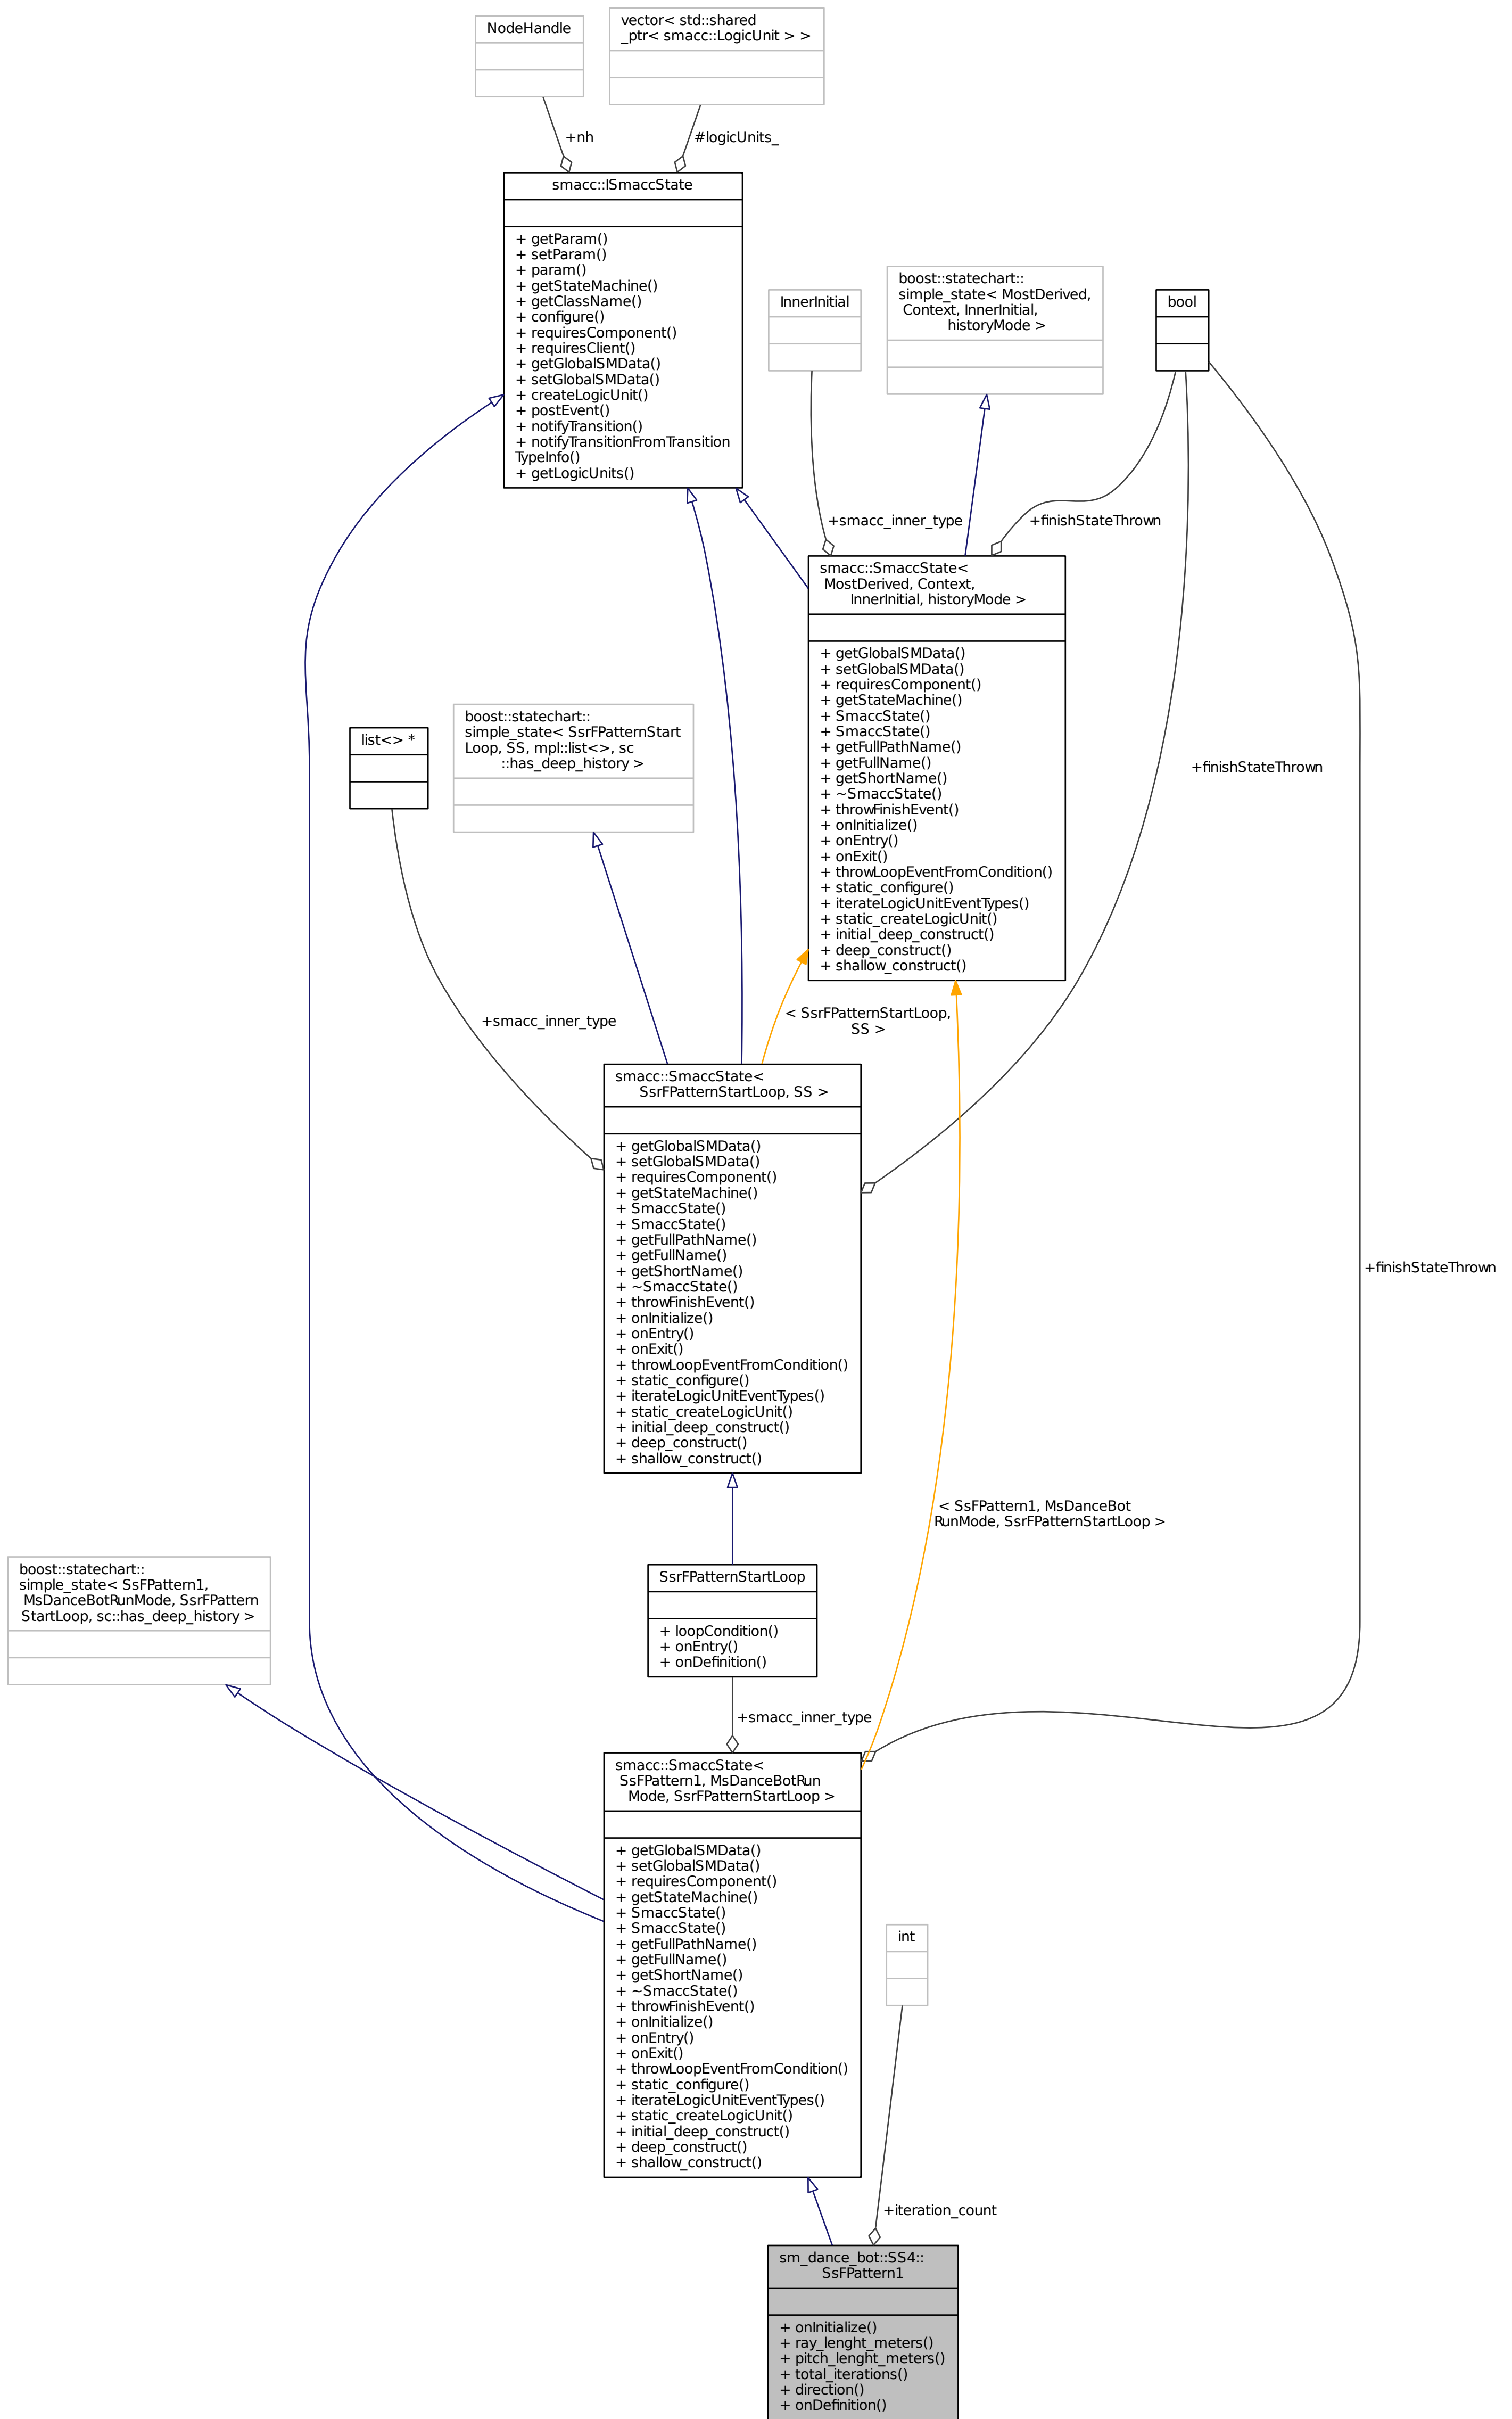 NodeHandle
vector< std::shared
_ptr< smacc::LogicUnit > >
+nh
#logicUnits_
smacc::ISmaccState
+ getParam()
+ setParam()
+ param()
+ getStateMachine()
+ getClassName()
+ configure()
+ requiresComponent()
+ requiresClient()
+ getGlobalSMData()
+ setGlobalSMData()
+ createLogicUnit()
+ postEvent()
+ notifyTransition()
+ notifyTransitionFromTransition
TypeInfo()
+ getLogicUnits()
InnerInitial
boost::statechart::
simple_state< MostDerived,
Context, InnerInitial,
historyMode >
bool
+smacc_inner_type
+finishStateThrown
smacc::SmaccState<
MostDerived, Context,
InnerInitial, historyMode >
+ getGlobalSMData()
+ setGlobalSMData()
+ requiresComponent()
+ getStateMachine()
+ SmaccState()
+ SmaccState()
+ getFullPathName()
+ getFullName()
+ getShortName()
+ ~SmaccState()
+ throwFinishEvent()
+ onInitialize()
+ onEntry()
+ onExit()
+ throwLoopEventFromCondition()
+ static_configure()
+ iterateLogicUnitEventTypes()
+ static_createLogicUnit()
+ initial_deep_construct()
+ deep_construct()
+ shallow_construct()
list<> *
boost::statechart::
simple_state< SsrFPatternStart
Loop, SS, mpl::list<>, sc
::has_deep_history >
+finishStateThrown
+smacc_inner_type
< SsrFPatternStartLoop,
SS >
smacc::SmaccState<
SsrFPatternStartLoop, SS >
+ getGlobalSMData()
+ setGlobalSMData()
+ requiresComponent()
+ getStateMachine()
+ SmaccState()
+ SmaccState()
+ getFullPathName()
+ getFullName()
+ getShortName()
+ ~SmaccState()
+ throwFinishEvent()
+ onInitialize()
+ onEntry()
+ onExit()
+ throwLoopEventFromCondition()
+ static_configure()
+ iterateLogicUnitEventTypes()
+ static_createLogicUnit()
+ initial_deep_construct()
+ deep_construct()
+ shallow_construct()
+finishStateThrown
< SsFPattern1, MsDanceBot
RunMode, SsrFPatternStartLoop >
boost::statechart::
simple_state< SsFPattern1,
MsDanceBotRunMode, SsrFPattern
StartLoop, sc::has_deep_history >
SsrFPatternStartLoop
+ loopCondition()
+ onEntry()
+ onDefinition()
+smacc_inner_type
smacc::SmaccState<
SsFPattern1, MsDanceBotRun
Mode, SsrFPatternStartLoop >
+ getGlobalSMData()
+ setGlobalSMData()
+ requiresComponent()
+ getStateMachine()
+ SmaccState()
+ SmaccState()
+ getFullPathName()
+ getFullName()
+ getShortName()
+ ~SmaccState()
+ throwFinishEvent()
+ onInitialize()
+ onEntry()
+ onExit()
+ throwLoopEventFromCondition()
+ static_configure()
+ iterateLogicUnitEventTypes()
+ static_createLogicUnit()
+ initial_deep_construct()
+ deep_construct()
+ shallow_construct()
int
+iteration_count
sm_dance_bot::SS4::
SsFPattern1
+ onInitialize()
+ ray_lenght_meters()
+ pitch_lenght_meters()
+ total_iterations()
+ direction()
+ onDefinition()